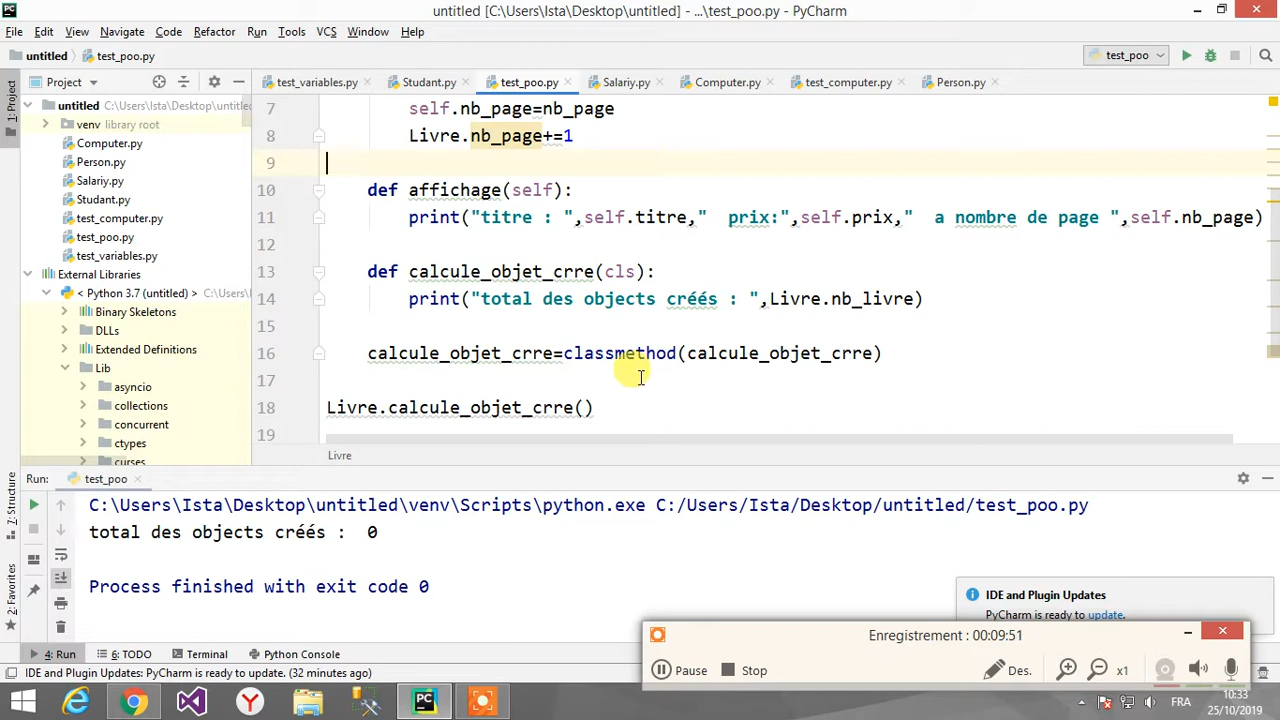 untitled [C:\Users\Ista\Desktop\untitled] - ...\test_poo.py - PyCharm
File Edit View Navigate Code Refactor Run Tools VCS Window Help
untitled test_poo.py test_poo
1: Project
Project
test_variables.py Studant.py test_poo.py Salariy.py Computer.py test_computer.py Person.py
untitled C:\Users\Ista\Desktop\untitled
venv library root
Computer.py
Person.py
Salariy.py
Studant.py
test_computer.py
test_poo.py
test_variables.py
External Libraries
< Python 3.7 (untitled) > C:\Users\
Binary Skeletons
DLLs
Extended Definitions
Lib
asyncio
collections
concurrent
ctypes
curses
7 self.nb_page=nb_page
8 Livre.nb_page+=1
9
10 def affichage(self):
11 print("titre : ",self.titre,"  prix:",self.prix,"  a nombre de page ",self.nb_page)
12
13 def calcule_objet_crre(cls):
14 print("total des objects créés : ",Livre.nb_livre)
15
16 calcule_objet_crre=classmethod(calcule_objet_crre)
17
18 Livre.calcule_objet_crre()
19
Livre
Run: test_poo
C:\Users\Ista\Desktop\untitled\venv\Scripts\python.exe C:/Users/Ista/Desktop/untitled/test_poo.py
total des objects créés :  0
Process finished with exit code 0
7: Structure
2: Favorites
IDE and Plugin Updates
PyCharm is ready to update.
Enregistrement : 00:09:51
Pause Stop Des. x1
4: Run 6: TODO Terminal Python Console
IDE and Plugin Updates: PyCharm is ready to update. (32 minutes ago)
FRA
10:33
25/10/2019